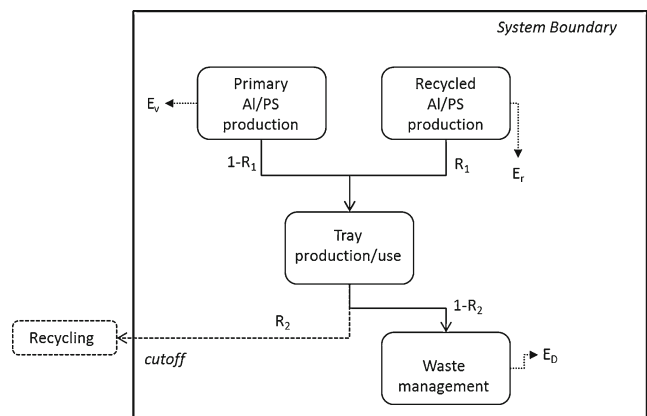 System Boundary
Primary
Al/PS
production
Recycled
Al/PS
production
Eᵥ
Eᵣ
1-R₁
R₁
Tray
production/use
R₂
1-R₂
Recycling
cutoff
Waste
management
E_D